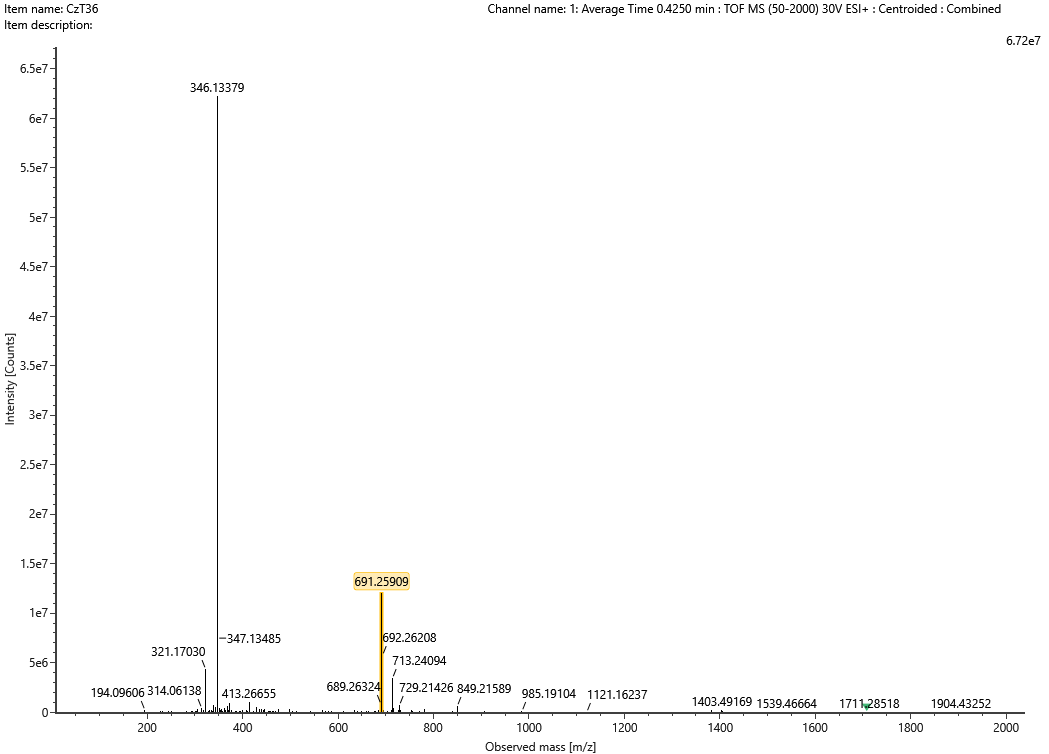 Item name: CzT36
Channel name: 1: Average Time 0.4250 min : TOF MS (50-2000) 30V ESI+ : Centroided : Combined
Item description:
6.72e7
6.5e7
346.13379
6e7
5.5e7
5e7
4.5e7
4e7
Intensity [Counts]
3.5e7
3e7
2.5e7
2e7
1.5e7
691.25909
1e7
347.13485
692.26208
321.17030
713.24094
5e6
194.09606
314.06138
413.26655
689.26324
729.21426
849.21589
985.19104
1121.16237
1403.49169
1539.46664
1711.28518
1904.43252
0
200
400
600
800
1000
1200
1400
1600
1800
2000
Observed mass [m/z]